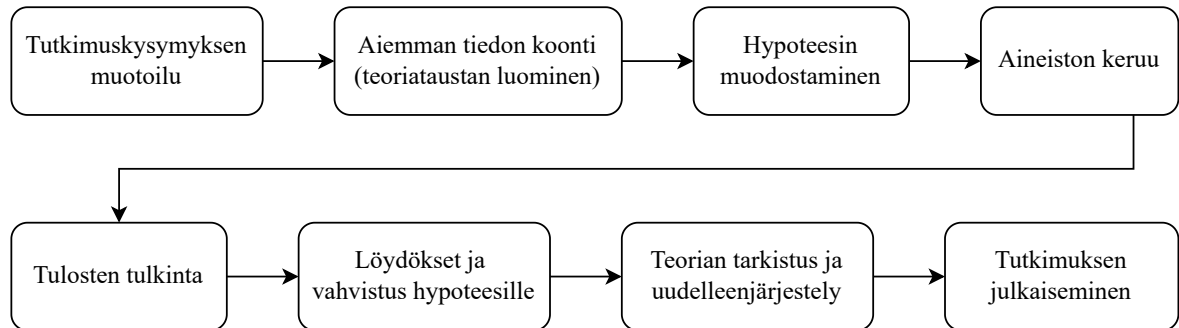 Tutkimuskysymyksen
muotoilu
Aiemman tiedon koonti
(teoriataustan luominen)
Hypoteesin
muodostaminen
Aineiston keruu
Tulosten tulkinta
Löydökset ja
vahvistus hypoteesille
Teorian tarkistus ja
uudelleenjärjestely
Tutkimuksen
julkaiseminen